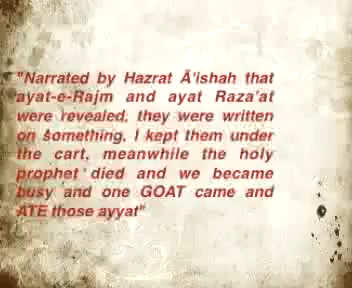 "Narrated by Hazrat Ā'ishah that
ayat-e-Rajm and ayat Raza'at
were revealed, they were written
on something. I kept them under
the cart, meanwhile the holy
prophet died and we became
busy and one GOAT came and
ATE those ayyat"